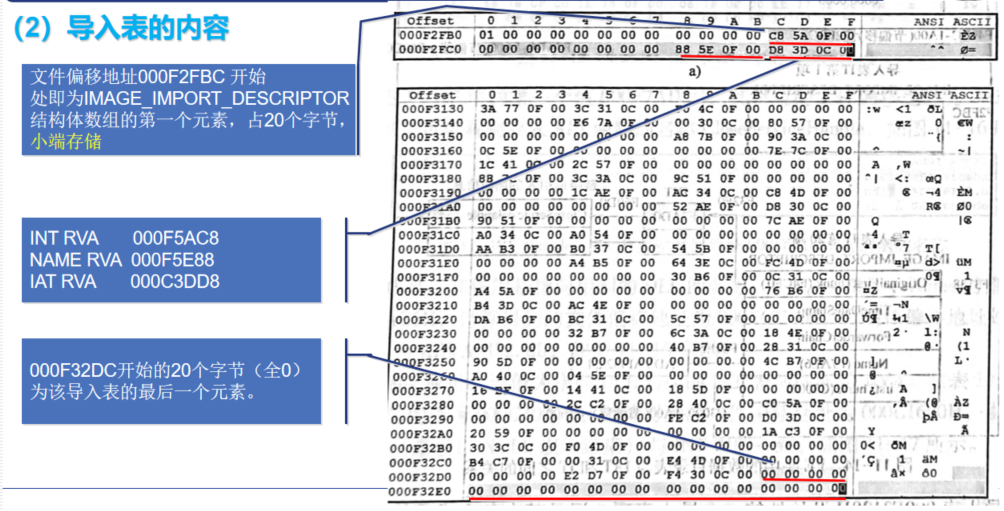 (2) 导入表的内容
文件偏移地址000F2FBC 开始
处即为IMAGE_IMPORT_DESCRIPTOR
结构体数组的第一个元素，占20个字节，
小端存储
INT RVA 000F5AC8
NAME RVA 000F5E88
IAT RVA 000C3DD8
000F32DC开始的20个字节（全0）
为该导入表的最后一个元素。
Offset 0 1 2 3 4 5 6 7 8 9 A B C D E F ANSI ASCII
000F2FB0 01 00 00 00 00 00 00 00 00 00 00 00 C8 5A 0F 00 ÈZ
000F2FC0 00 00 00 00 00 00 00 00 88 5E 0F 00 D8 3D 0C 00 ˆ^ Ø=
a)
Offset 0 1 2 3 4 5 6 7 8 9 A B C D E F ANSI ASCII
000F3130 3A 77 0F 00 3C 31 0C 00 4C 0F 00 00 00 00 00 :w <1 ðL
000F3140 00 00 00 00 E6 7A 0F 00 00 30 0C 00 80 57 0F 00 æz 0 €W
000F3150 00 00 00 00 00 00 00 00 A8 7B 0F 00 90 3A 0C 00 ¨{ :
000F3160 0C 5E 0F 00 00 00 00 00 00 00 00 00 7E 7C 0F 00 ^ ~|
000F3170 1C 41 0C 00 2C 57 0F 00 00 00 00 00 00 00 00 00 A ,W
000F3180 88 0F 00 3C 3A 0C 00 9C 51 0F 00 00 00 00 00 ˆ| <: œQ
000F3190 00 00 00 00 1C AE 0F 00 AC 34 0C 00 C8 4D 0F 00 ® ¬4 ÈM
000F31A0 00 00 00 00 00 00 00 00 52 AE 0F 00 D8 30 0C 00 R® Ø0
000F31B0 51 0F 00 00 00 00 00 00 00 00 00 7C AE 0F 00 Q |®
000F31C0 A0 34 0C 00 A0 54 0F 00 00 00 00 00 00 00 00 00 4 T
000F31D0 AA B3 0F 00 B0 37 0C 00 54 5B 0F 00 00 00 00 00 ª³ °7 T[
000F31E0 00 00 00 00 A4 B5 0F 00 64 3E 0C 00 FC 4D 0F 00 ¤µ d> üM
000F31F0 00 00 00 00 00 00 00 00 30 B6 0F 00 0C 31 0C 00 0¶ 1
000F3200 A4 5A 0F 00 00 00 00 00 00 00 00 00 76 B6 0F 00 ¤Z v¶
000F3210 B4 3D 0C 00 AC 4E 0F 00 00 00 00 00 00 00 00 00 ´= ¬N
000F3220 DA B6 0F 00 BC 31 0C 00 5C 57 0F 00 00 00 00 00 Ú¶ ¼1 \W
000F3230 00 00 00 00 32 B7 0F 00 6C 3A 0C 00 18 4E 0F 00 2· l: N
000F3240 00 00 00 00 00 00 00 00 40 B7 0F 00 28 31 0C 00 @· (1
000F3250 90 5D 0F 00 00 00 00 00 00 00 00 00 4C B7 0F 00 ] L·
000F3260 A0 40 0C 00 04 5E 0F 00 00 00 00 00 00 00 00 00 @ ^
000F3270 16 0F 00 14 41 0C 00 18 5D 0F 00 00 00 00 00 A ]
000F3280 00 00 00 00 2C C2 0F 00 28 40 0C 00 C0 5A 0F 00 ,Â (@ ÀZ
000F3290 00 00 00 00 00 00 00 00 FE C2 0F 00 D0 3D 0C 00 þÂ Ð=
000F32A0 20 59 0F 00 00 00 00 00 00 00 00 00 1A C3 0F 00 Y Ã
000F32B0 30 3C 0C 00 F0 4D 0F 00 00 00 00 00 00 00 00 00 0< ðM
000F32C0 B4 C7 0F 00 00 31 0C 00 E4 4D 0F 00 00 00 00 00 ´Ç 1 äM
000F32D0 00 00 00 00 E2 D7 0F 00 F4 30 0C 00 00 00 00 00 â× ô0
000F32E0 00 00 00 00 00 00 00 00 00 00 00 00 00 00 00 00